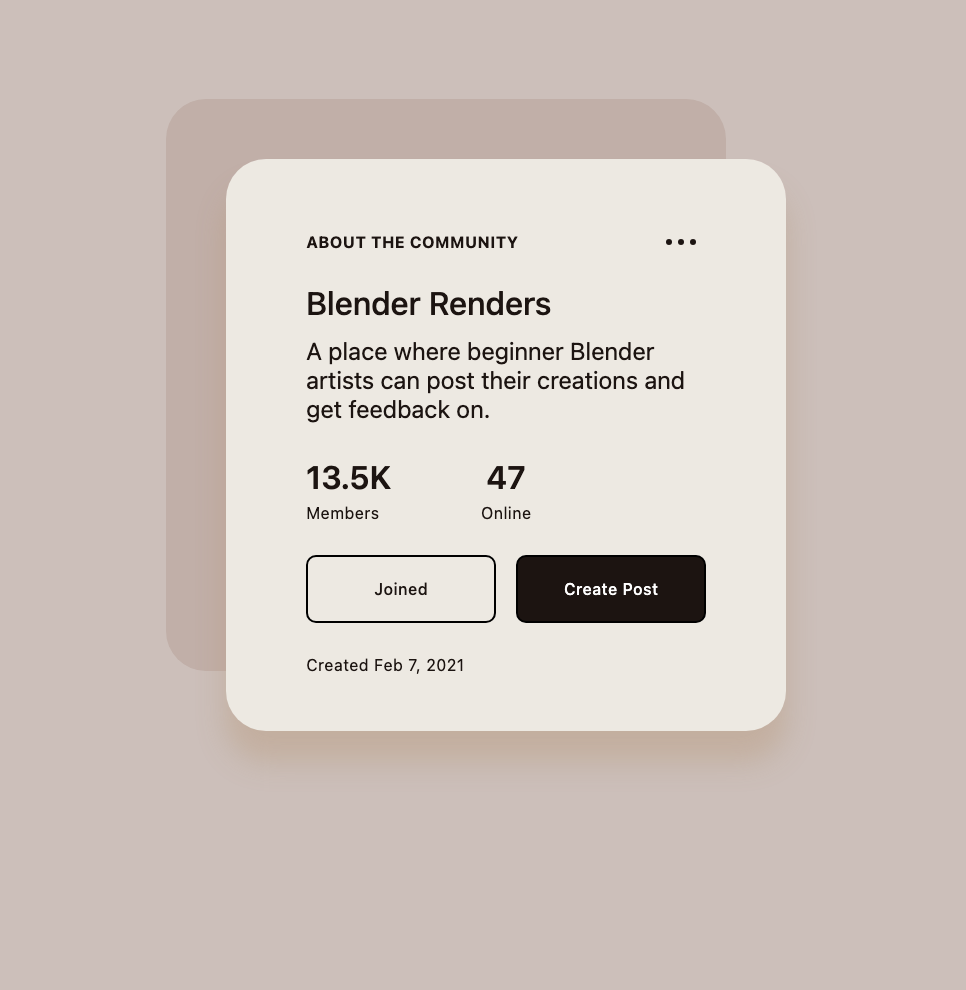 ABOUT THE COMMUNITY
Blender Renders
A place where beginner Blender
artists can post their creations and
get feedback on.
13.5K
47
Members
Online
Joined
Create Post
Created Feb 7, 2021